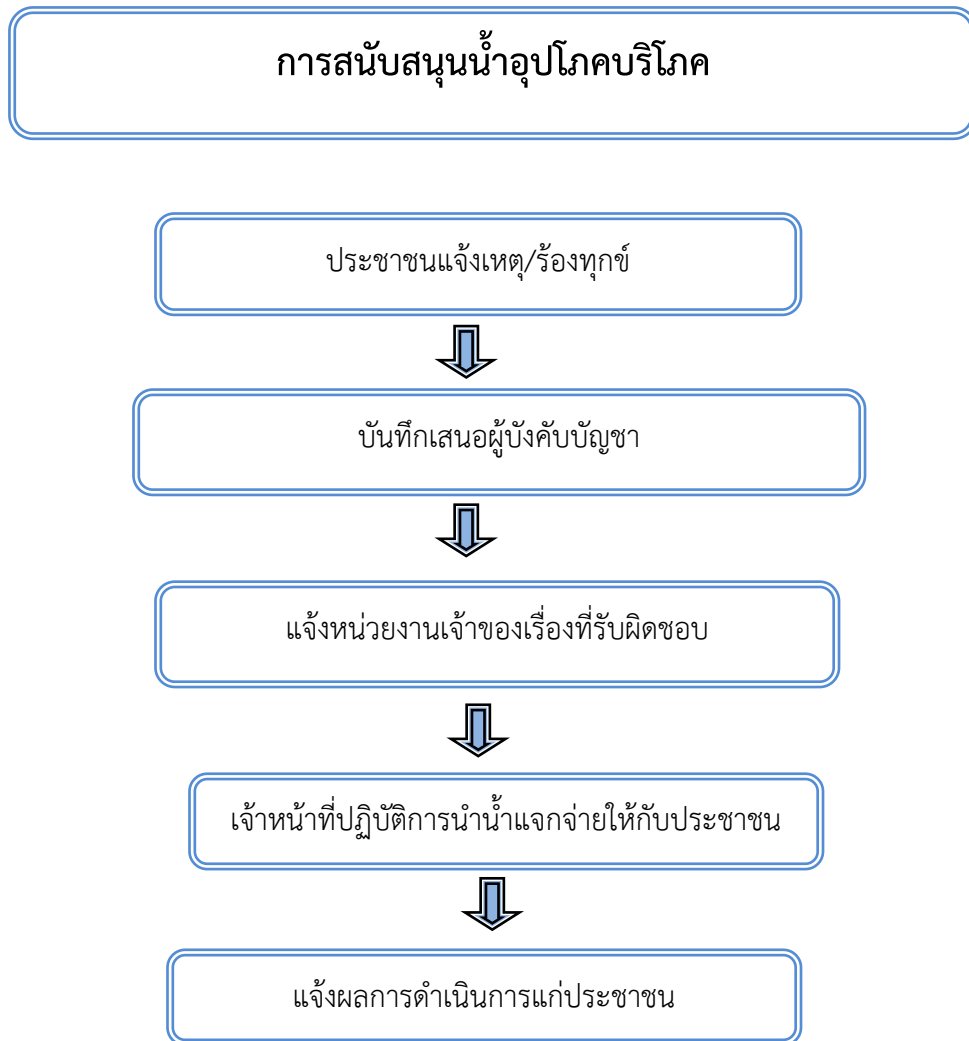 การสนับสนุนน้ำอุปโภคบริโภค
ประชาชนแจ้งเหตุ/ร้องทุกข์
บันทึกเสนอผู้บังคับบัญชา
แจ้งหน่วยงานเจ้าของเรื่องที่รับผิดชอบ
เจ้าหน้าที่ปฏิบัติการนำน้ำแจกจ่ายให้กับประชาชน
แจ้งผลการดำเนินการแก่ประชาชน